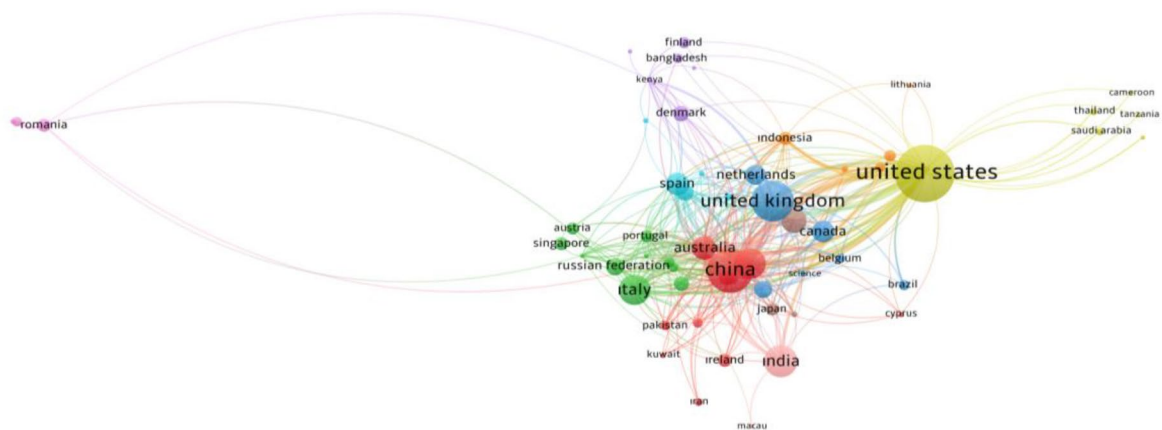 finland
bangladesh
kenya
lithuania
cameroon
thailand
tanzania
denmark
romania
saudi arabia
indonesia
netherlands
united states
spain
united kingdom
austria
canada
singapore
portugal
australia
russian federation
belgium
china
science
italy
brazil
japan
cyprus
pakistan
kuwait
ireland
india
iran
macau